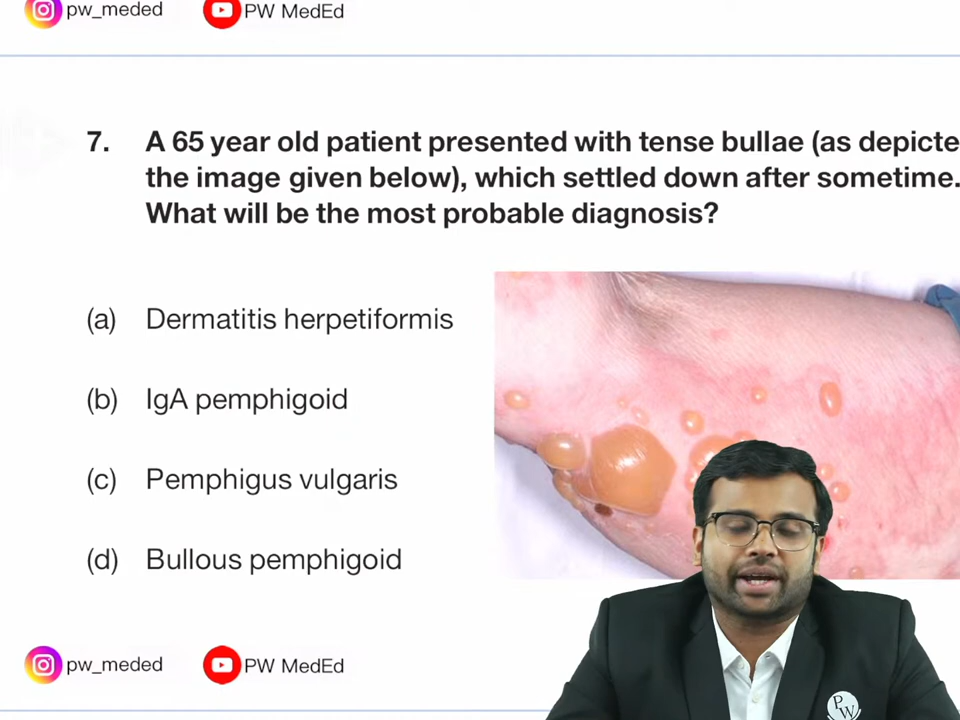 pw_meded PW MedEd
7. A 65 year old patient presented with tense bullae (as depicte
the image given below), which settled down after sometime.
What will be the most probable diagnosis?
(a) Dermatitis herpetiformis
(b) IgA pemphigoid
(c) Pemphigus vulgaris
(d) Bullous pemphigoid
pw_meded PW MedEd
PW